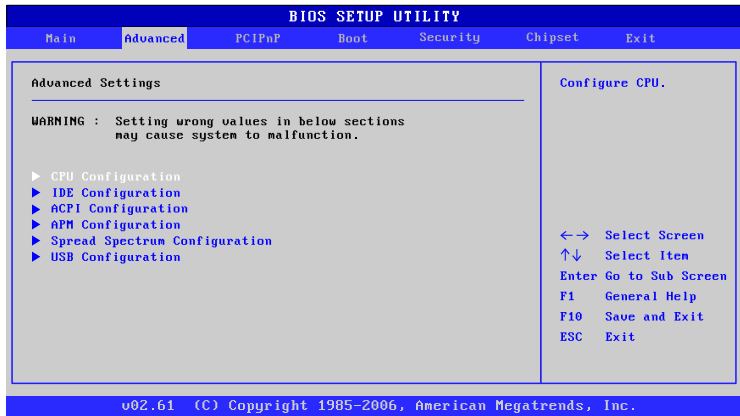 BIOS SETUP UTILITY
Main Advanced PCIPnP Boot Security Chipset Exit
Advanced Settings
WARNING : Setting wrong values in below sections
may cause system to malfunction.
▶ CPU Configuration
▶ IDE Configuration
▶ ACPI Configuration
▶ APM Configuration
▶ Spread Spectrum Configuration
▶ USB Configuration
Configure CPU.
←→ Select Screen
↑↓ Select Item
Enter Go to Sub Screen
F1 General Help
F10 Save and Exit
ESC Exit
v02.61 (C) Copyright 1985-2006, American Megatrends, Inc.